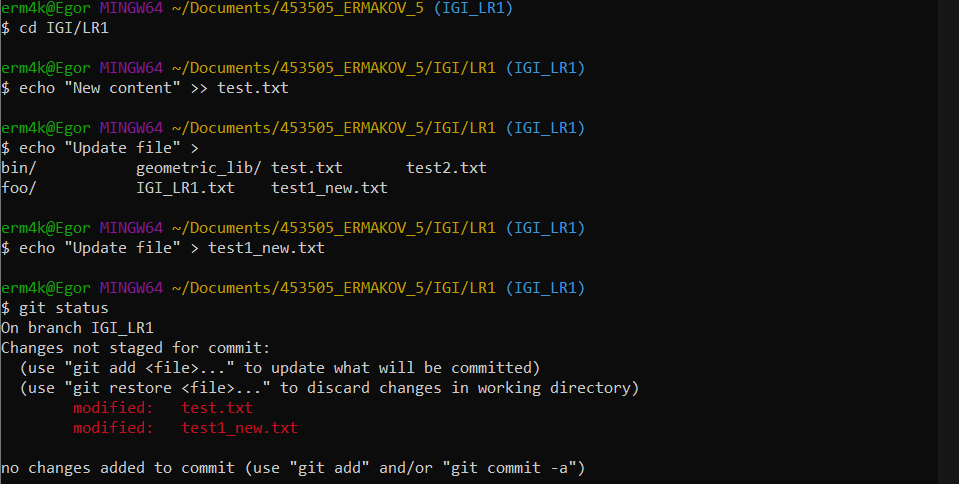 erm4k@Egor MINGW64 ~/Documents/453505_ERMAKOV_5 (IGI_LR1)
$ cd IGI/LR1
erm4k@Egor MINGW64 ~/Documents/453505_ERMAKOV_5/IGI/LR1 (IGI_LR1)
$ echo "New content" >> test.txt
erm4k@Egor MINGW64 ~/Documents/453505_ERMAKOV_5/IGI/LR1 (IGI_LR1)
$ echo "Update file" >
bin/           geometric_lib/ test.txt       test2.txt
foo/           IGI_LR1.txt    test1_new.txt
erm4k@Egor MINGW64 ~/Documents/453505_ERMAKOV_5/IGI/LR1 (IGI_LR1)
$ echo "Update file" > test1_new.txt
erm4k@Egor MINGW64 ~/Documents/453505_ERMAKOV_5/IGI/LR1 (IGI_LR1)
$ git status
On branch IGI_LR1
Changes not staged for commit:
  (use "git add <file>..." to update what will be committed)
  (use "git restore <file>..." to discard changes in working directory)
        modified:   test.txt
        modified:   test1_new.txt
no changes added to commit (use "git add" and/or "git commit -a")